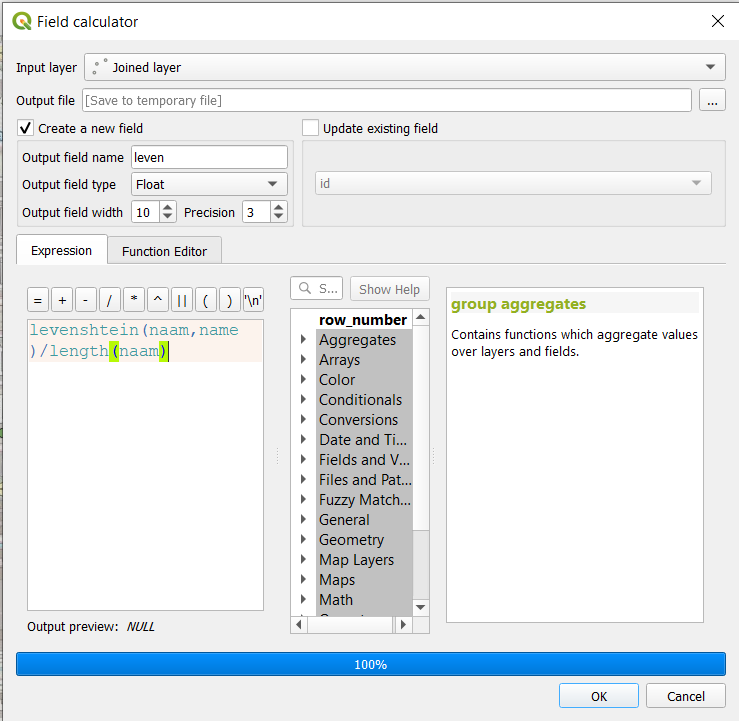 Field calculator
Input layer Joined layer
Output file [Save to temporary file] ...
Create a new field Update existing field
Output field name leven
Output field type Float id
Output field width 10 Precision 3
Expression Function Editor
= + - / * ^ || ( ) '\n' S... Show Help
levenshtein(naam,name
)/length(naam)
row_number
Aggregates
Arrays
Color
Conditionals
Conversions
Date and Ti...
Fields and V...
Files and Pat...
Fuzzy Match...
General
Geometry
Map Layers
Maps
Math
group aggregates
Contains functions which aggregate values
over layers and fields.
Output preview: NULL
100%
OK Cancel